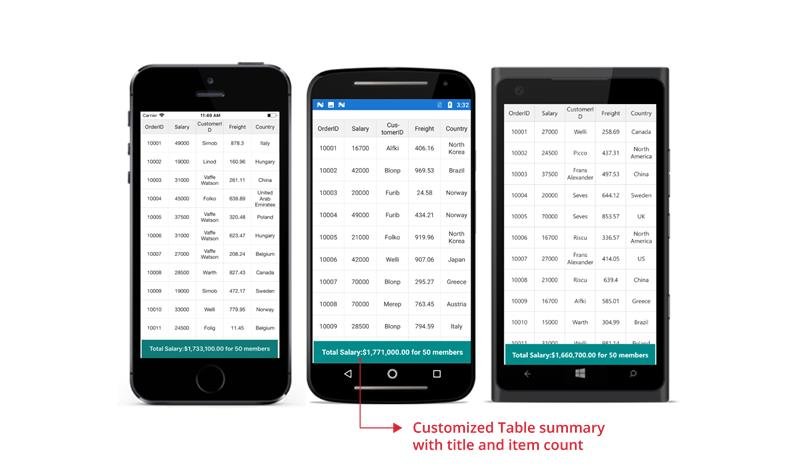 Carrier 11:69 AM
OrderID Salary CustomerI Freight Country
D
10001 49000 Simob 878.3 Italy
10002 19000 Linod 160.96 Hungary
10003 31000 Vaffe Watson 261.11 China
10004 45000 Folko 639.89 United Arab Emirates
10005 37500 Vaffe Watson 320.48 Poland
10006 31000 Vaffe Watson 623.47 Hungary
10007 27000 Vaffe Watson 208.24 Belgium
10008 28500 Warth 827.43 Canada
10009 19000 Simob 472.17 Sweden
10010 33000 Welli 779.95 Norway
10011 24500 Folig 11.45 Belgium
Total Salary:$1,733,100.00 for 50 members
3:32
OrderID Salary Cus- Freight Country
tomerID
10001 16700 Alfki 406.16 North Korea
10002 42000 Blonp 969.53 Brazil
10003 20000 Furib 24.58 Norway
10004 49000 Furib 434.21 Norway
10005 21000 Folko 919.96 North Korea
10006 42000 Welli 907.06 Japan
10007 70000 Blonp 295.27 Greece
10008 70000 Merep 763.45 Austria
10009 28500 Blonp 794.59 Italy
Total Salary:$1,771,000.00 for 50 members
OrderID Salary CustomerI Freight Country
D
10001 27000 Welli 258.69 Canada
10002 24500 Picco 437.31 North America
10003 37500 Frans Alexander 497.53 China
10004 20000 Seves 644.12 Sweden
10005 70000 Seves 853.57 UK
10006 16700 Riscu 336.57 North America
10007 27000 Frans Alexander 414.05 US
10008 21000 Riscu 639.4 China
10009 16700 Alfki 585.01 Greece
10010 15000 Warth 304.99 Brazil
Total Salary:$1,660,700.00 for 50 members
Customized Table summary
with title and item count